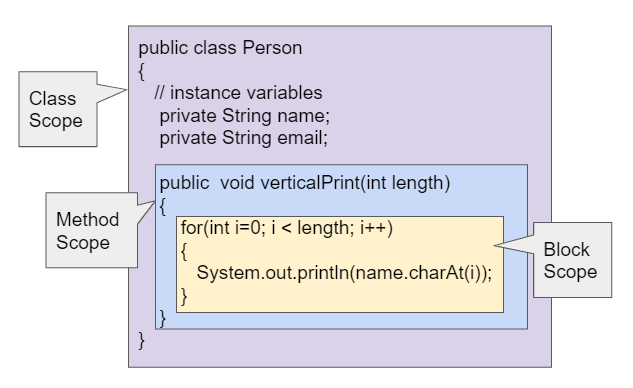 public class Person
{
// instance variables
private String name;
private String email;
Class
Scope
public  void verticalPrint(int length)
{
Method
Scope
for(int i=0; i < length; i++)
{
System.out.println(name.charAt(i));
}
Block
Scope
}
}